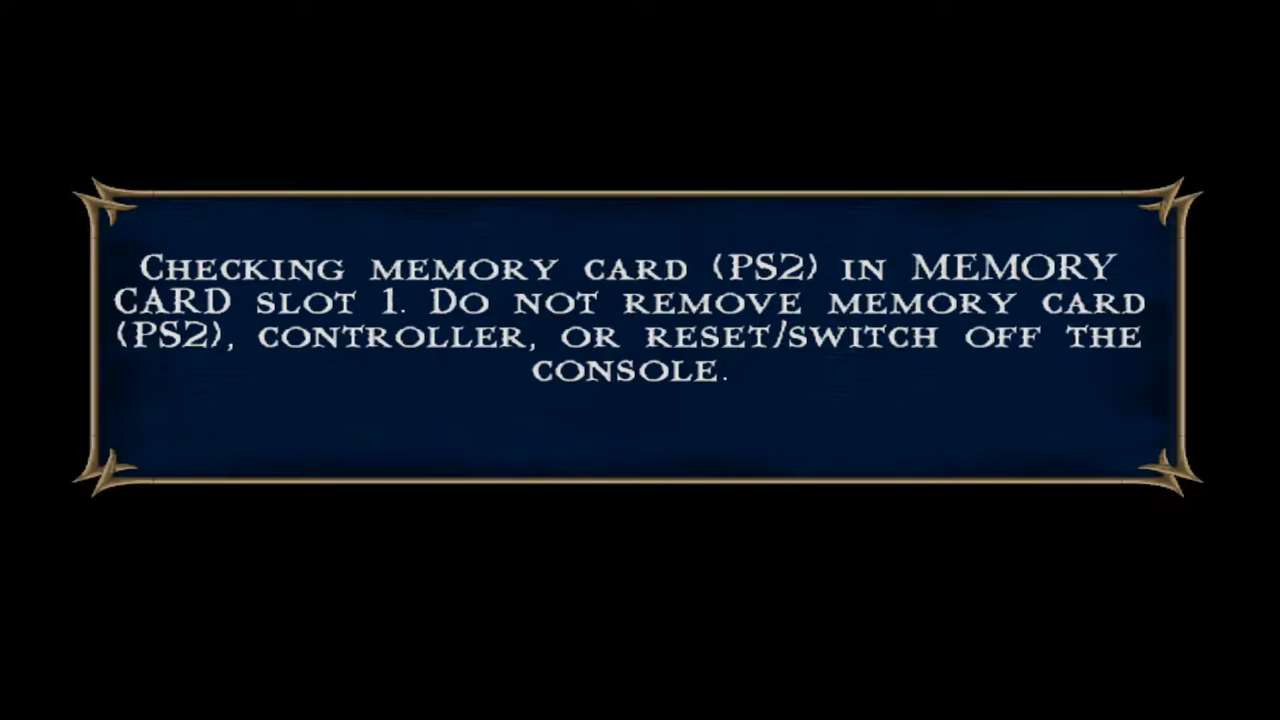 Checking memory card (PS2) in MEMORY
CARD slot 1. Do not remove memory card
(PS2), controller, or reset/switch off the
console.